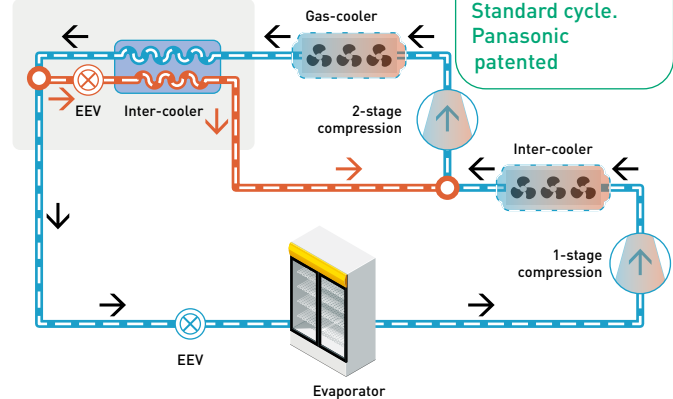 Standard cycle.
Panasonic
patented
Gas-cooler
EEV
Inter-cooler
2-stage
compression
Inter-cooler
1-stage
compression
EEV
Evaporator